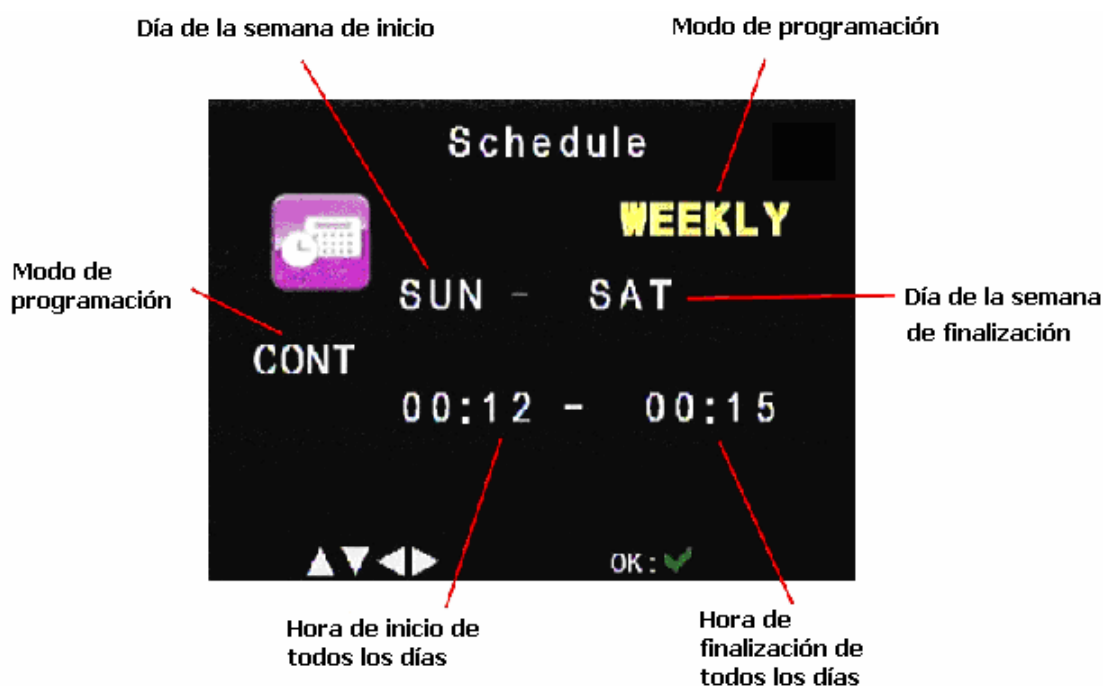 Día de la semana de inicio
Modo de programación
Schedule
WEEKLY
Modo de
programación
SUN - SAT
Día de la semana
de finalización
CONT
00:12 - 00:15
OK:
Hora de inicio de
todos los días
Hora de
finalización de
todos los días